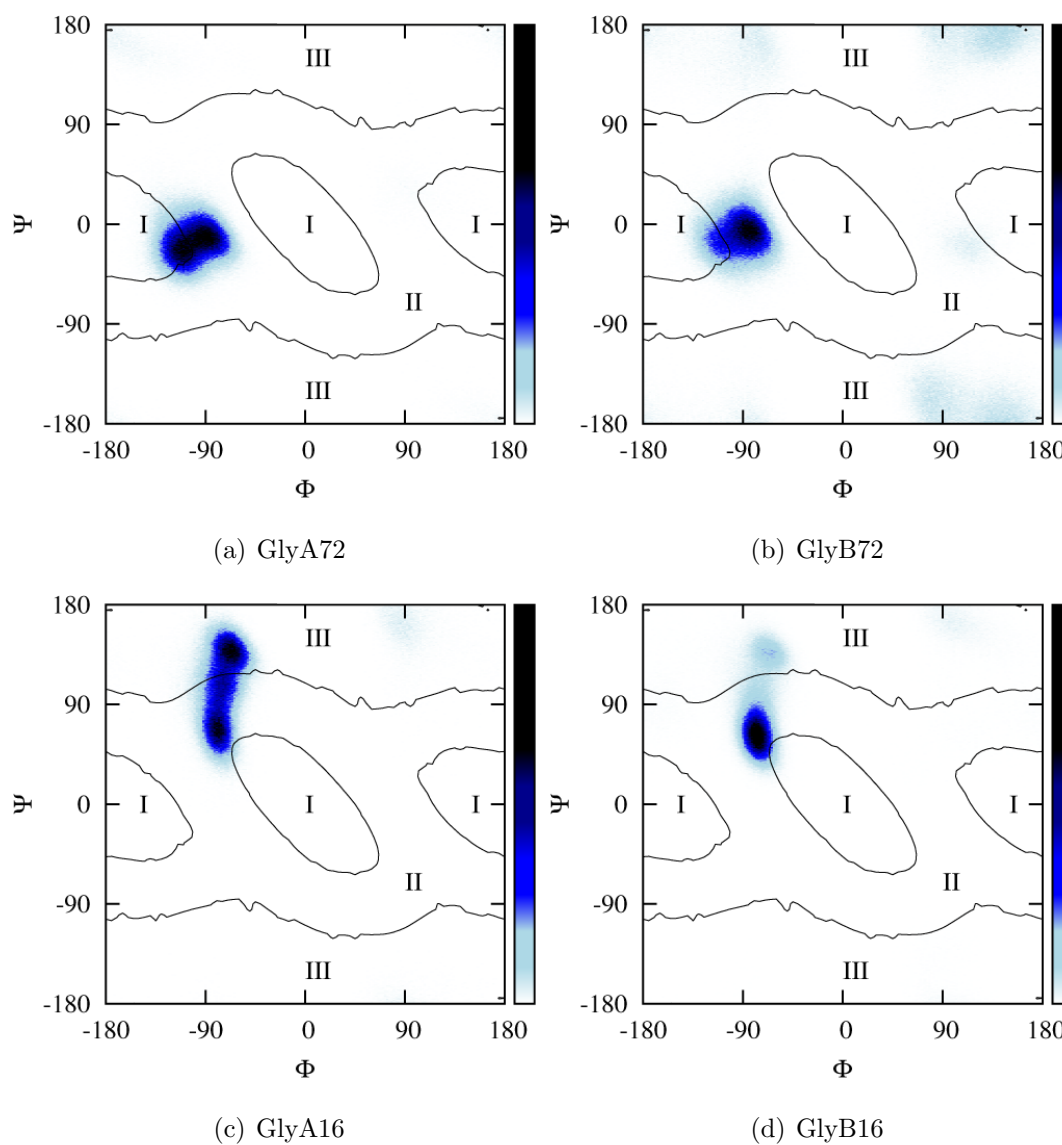 180 III 180 III
90 90
Ψ 0 I I I Ψ 0 I I I
II II
-90 -90
III III
-180 -180
-180 -90 0 90 180 -180 -90 0 90 180
Φ Φ
(a) GlyA72 (b) GlyB72
180 III 180 III
90 90
Ψ 0 I I I Ψ 0 I I I
II II
-90 -90
III III
-180 -180
-180 -90 0 90 180 -180 -90 0 90 180
Φ Φ
(c) GlyA16 (d) GlyB16